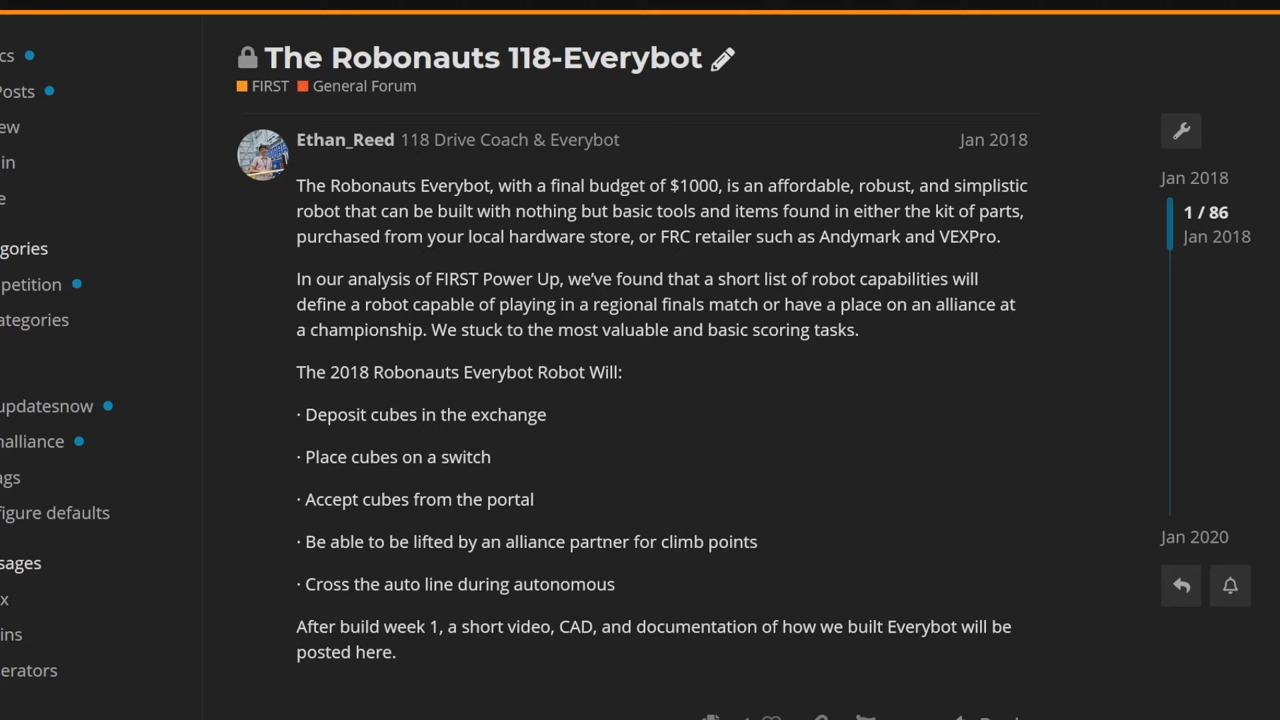 The Robonauts 118-Everybot
FIRST General Forum
Ethan_Reed 118 Drive Coach & Everybot Jan 2018
The Robonauts Everybot, with a final budget of $1000, is an affordable, robust, and simplistic
robot that can be built with nothing but basic tools and items found in either the kit of parts,
purchased from your local hardware store, or FRC retailer such as Andymark and VEXPro.
In our analysis of FIRST Power Up, we've found that a short list of robot capabilities will
define a robot capable of playing in a regional finals match or have a place on an alliance at
a championship. We stuck to the most valuable and basic scoring tasks.
The 2018 Robonauts Everybot Robot Will:
· Deposit cubes in the exchange
· Place cubes on a switch
· Accept cubes from the portal
· Be able to be lifted by an alliance partner for climb points
· Cross the auto line during autonomous
After build week 1, a short video, CAD, and documentation of how we built Everybot will be
posted here.
Jan 2018
1 / 86
Jan 2018
Jan 2020
cs
Posts
ew
in
e
gories
petition
ategories
updatesnow
nalliance
ags
figure defaults
sages
x
ins
erators